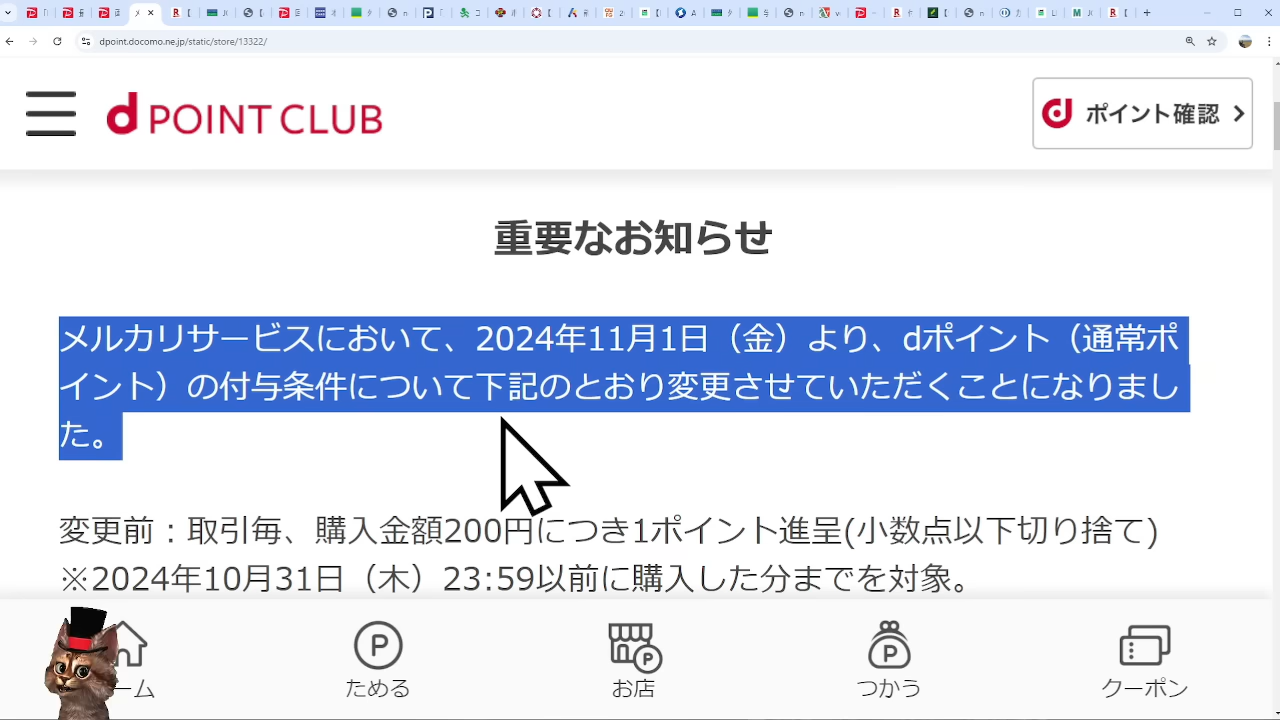 dpoint.docomo.ne.jp/static/store/13322/
d POINT CLUB
ポイント確認
重要なお知らせ
メルカリサービスにおいて、2024年11月1日（金）より、dポイント（通常ポ
イント）の付与条件について下記のとおり変更させていただくことになりまし
た。
変更前：取引毎、購入金額200円につき1ポイント進呈(小数点以下切り捨て)
※2024年10月31日（木）23:59以前に購入した分までを対象。
ーム
ためる
お店
つかう
クーポン